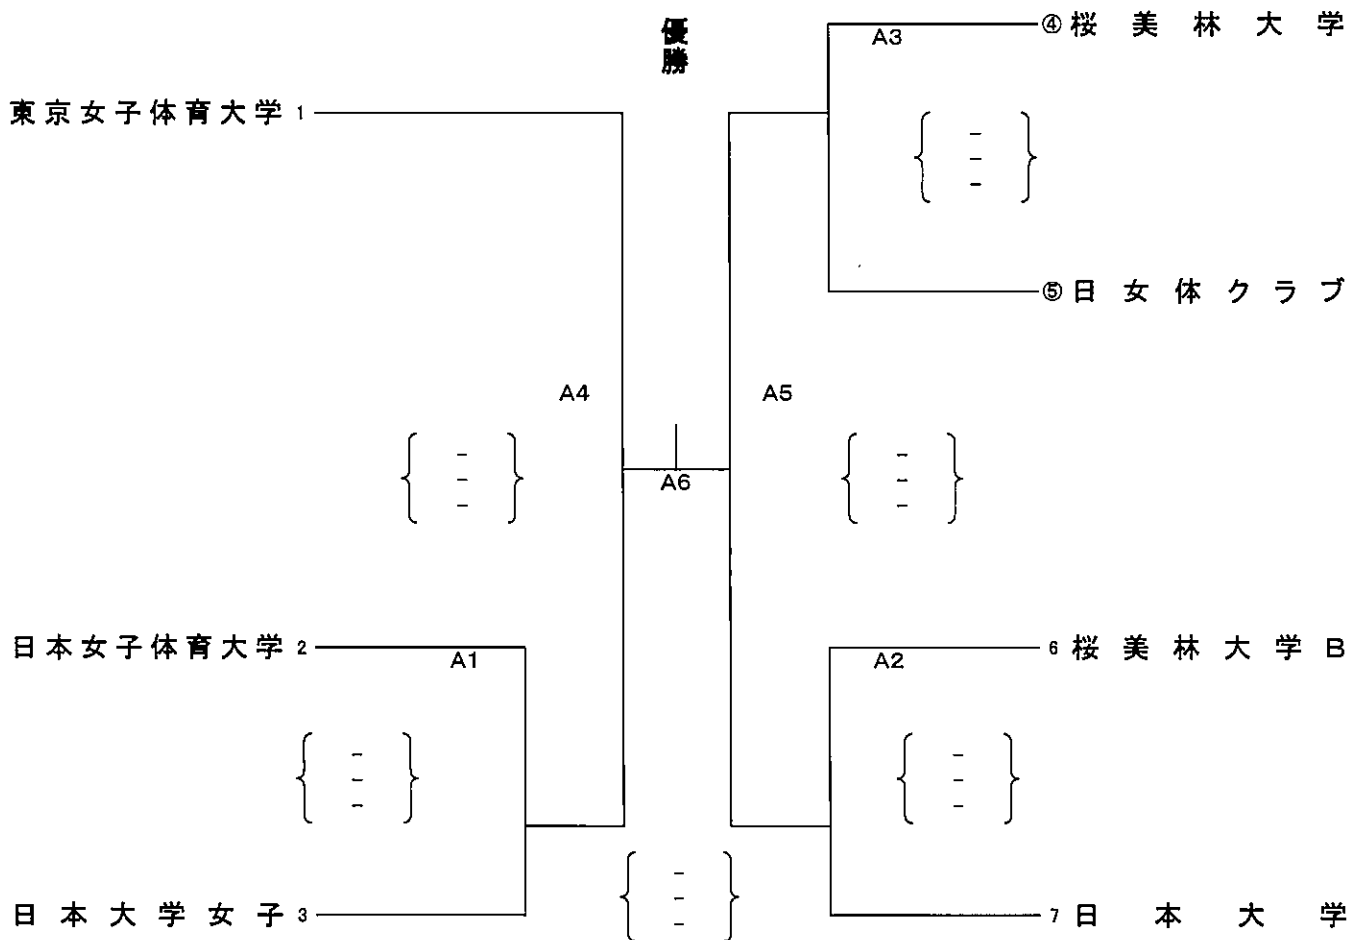 優勝
④桜美林大学
A3
東京女子体育大学 1
{ - - - }
⑤日女体クラブ
A4
A5
{ - - - }
A6
{ - - - }
日本女子体育大学 2
A1
A2
6 桜美林大学B
{ - - - }
{ - - - }
{ - - - }
日本大学女子 3
7 日本大学